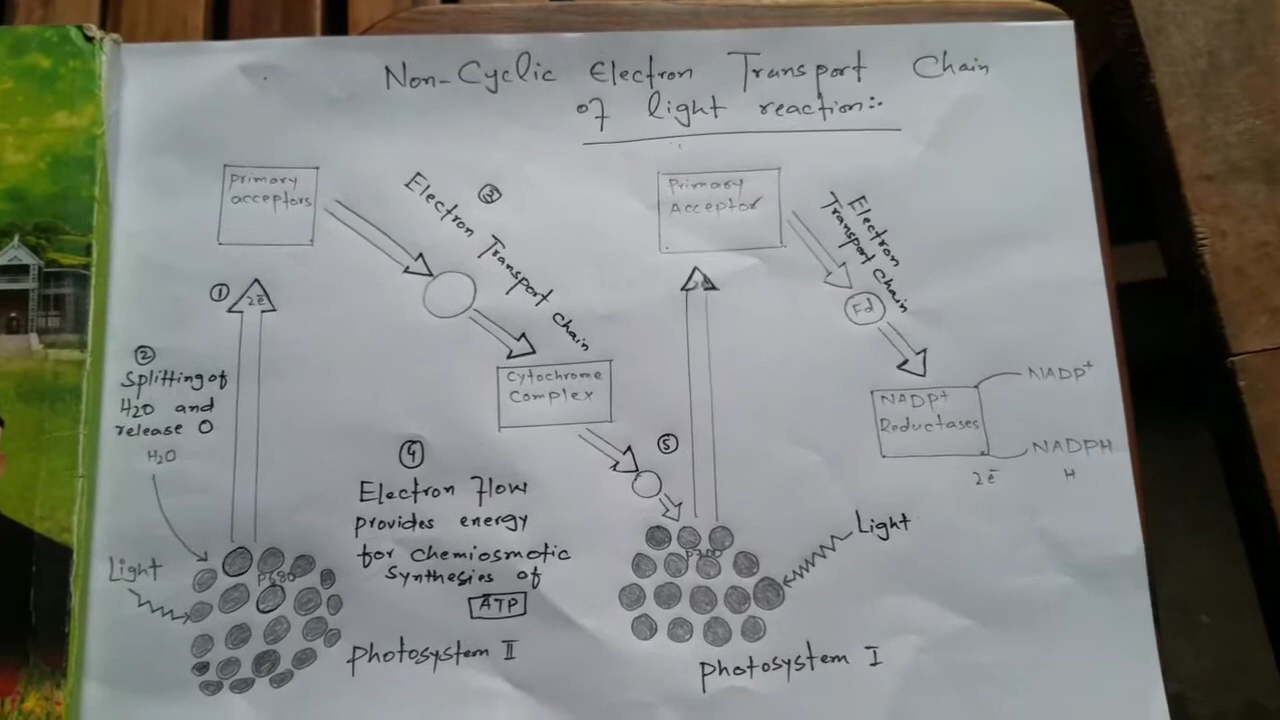 Non-Cyclic Electron Transport Chain
of light reaction:-
Primary
acceptors
③
Electron Transport chain
Primary
Acceptor
Electron
Transport chain
①
2e̅
Fd
②
Splitting of
H2O and
release O
H2O
Cytochrome
Complex
NADP+
Reductases
NADP+
NADPH
2e̅
H
④
Electron flow
provides energy
for chemiosmotic
Synthesies of
ATP
⑤
Light
P680
Photosystem II
P700
Light
Photosystem I